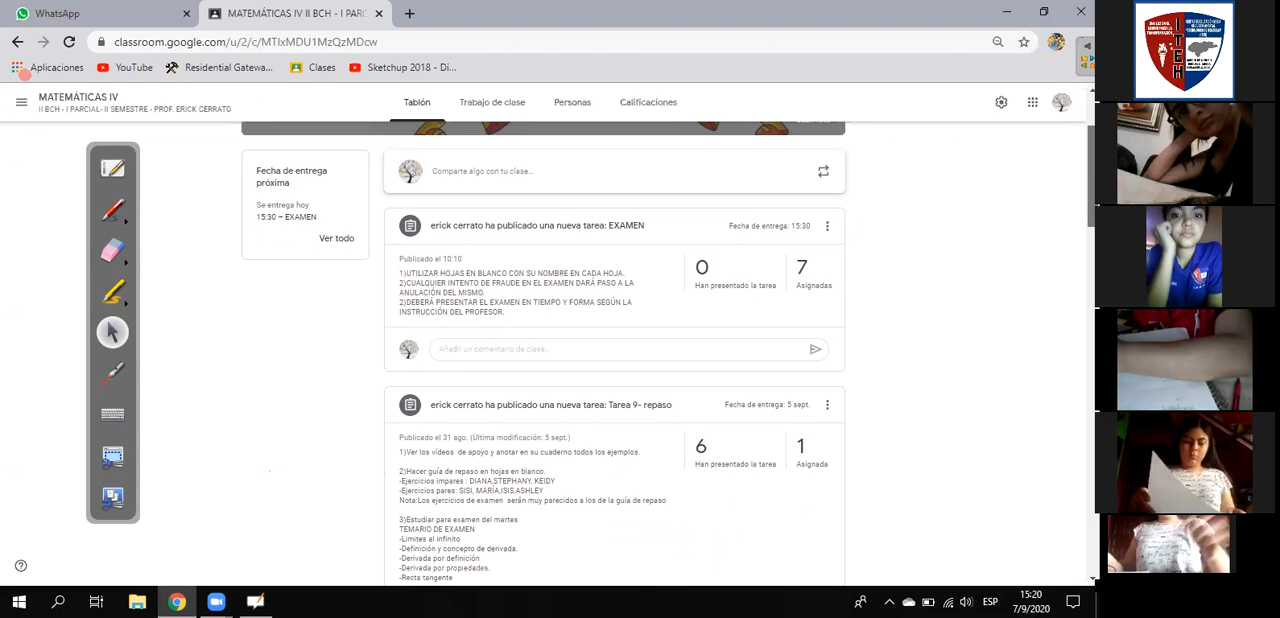 WhatsApp
MATEMÁTICAS IV II BCH - I PARC
classroom.google.com/u/2/c/MTIxMDU1MzQzMDcw
Aplicaciones
YouTube
Residential Gatewa...
Clases
Sketchup 2018 - Di...
MATEMÁTICAS IV
II BCH - I PARCIAL- II SEMESTRE - PROF. ERICK CERRATO
Tablón
Trabajo de clase
Personas
Calificaciones
Fecha de entrega
próxima
Se entrega hoy
15:30 – EXAMEN
Ver todo
Comparte algo con tu clase...
erick cerrato ha publicado una nueva tarea: EXAMEN
Fecha de entrega: 15:30
Publicado el 10:10
1)UTILIZAR HOJAS EN BLANCO CON SU NOMBRE EN CADA HOJA.
2)CUALQUIER INTENTO DE FRAUDE EN EL EXAMEN DARÁ PASO A LA
ANULACIÓN DEL MISMO.
2)DEBERÁ PRESENTAR EL EXAMEN EN TIEMPO Y FORMA SEGÚN LA
INSTRUCCIÓN DEL PROFESOR.
0
Han presentado la tarea
7
Asignadas
Añadir un comentario de clase...
erick cerrato ha publicado una nueva tarea: Tarea 9- repaso
Fecha de entrega: 5 sept.
Publicado el 31 ago. (Última modificación: 5 sept.)
1)Ver los vídeos de apoyo y anotar en su cuaderno todos los ejemplos.
2)Hacer guía de repaso en hojas en blanco.
-Ejercicios impares : DIANA,STEPHANY, KEIDY
-Ejercicios pares: SISI, MARÍA,ISIS,ASHLEY
Nota:Los ejercicios de examen serán muy parecidos a los de la guía de repaso
3)Estudiar para examen del martes
TEMARIO DE EXAMEN
-Limites al infinito
-Definición y concepto de derivada.
-Derivada por definición
-Derivada por propiedades.
-Recta tangente
6
Han presentado la tarea
1
Asignada
ITEH
ESP
15:20
7/9/2020